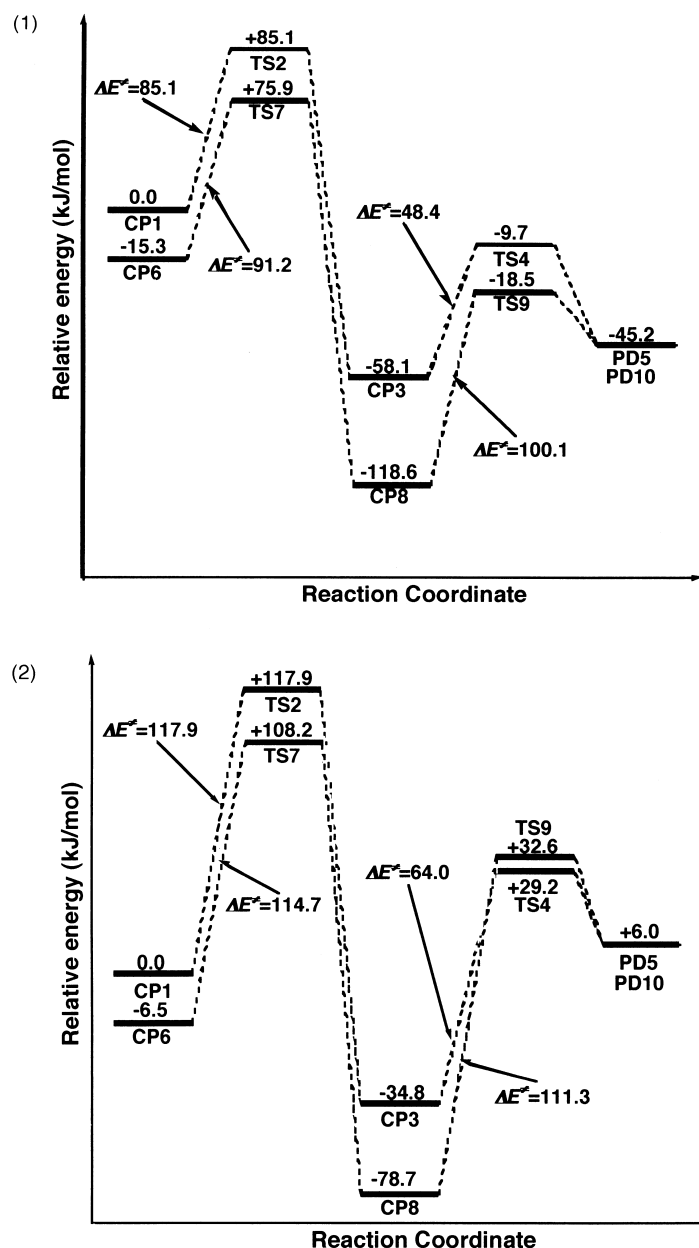 (1)
Relative energy (kJ/mol)
+85.1
TS2
ΔE≠=85.1
+75.9
TS7
0.0
CP1
-15.3
CP6
ΔE≠=91.2
ΔE≠=48.4
-9.7
TS4
-18.5
TS9
-45.2
PD5
PD10
-58.1
CP3
ΔE≠=100.1
-118.6
CP8
Reaction Coordinate
(2)
Relative energy (kJ/mol)
+117.9
TS2
ΔE≠=117.9
+108.2
TS7
TS9
+32.6
ΔE≠=64.0
+29.2
TS4
ΔE≠=114.7
+6.0
PD5
PD10
0.0
CP1
-6.5
CP6
-34.8
CP3
ΔE≠=111.3
-78.7
CP8
Reaction Coordinate